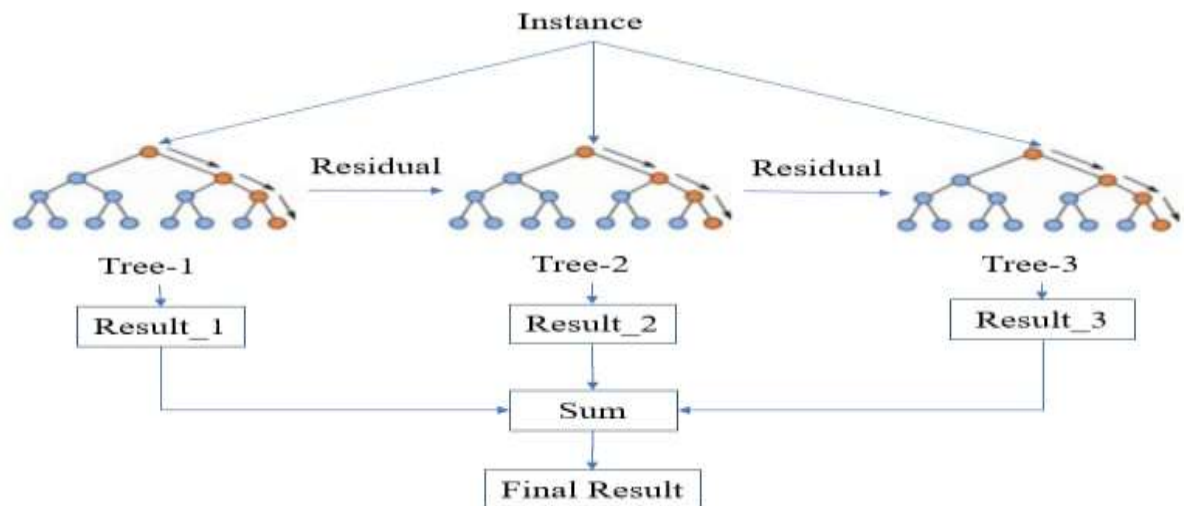 Instance
Residual
Residual
Tree-1
Tree-2
Tree-3
Result_1
Result_2
Result_3
Sum
Final Result